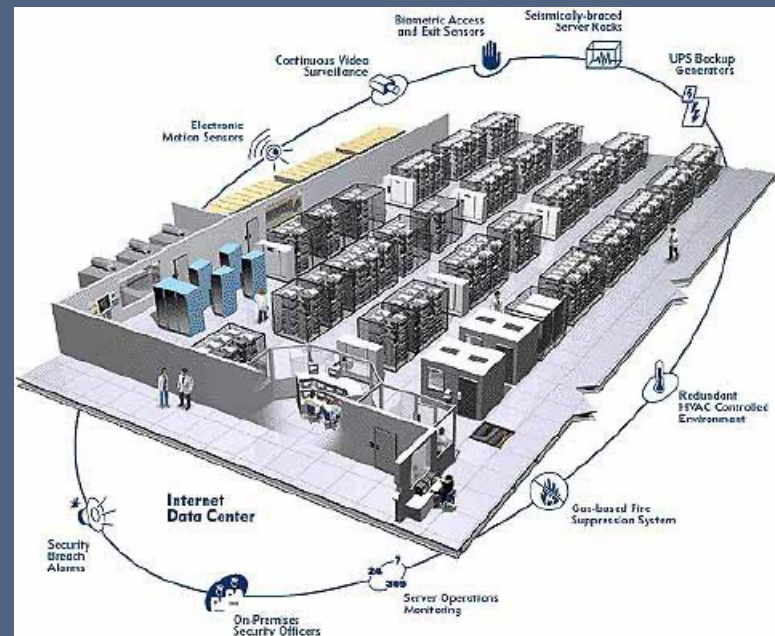 Biometric Access
and Exit Sensors
Seismically-braced
Server Racks
Continuous Video
Surveillance
UPS Backup
Generators
Electronic
Motion Sensors
Redundant
HVAC Controlled
Environment
Internet
Data Center
Gas-based Fire
Suppression System
Security
Breach
Alarms
24
7
Server Operations
Monitoring
On-Premises
Security Officers